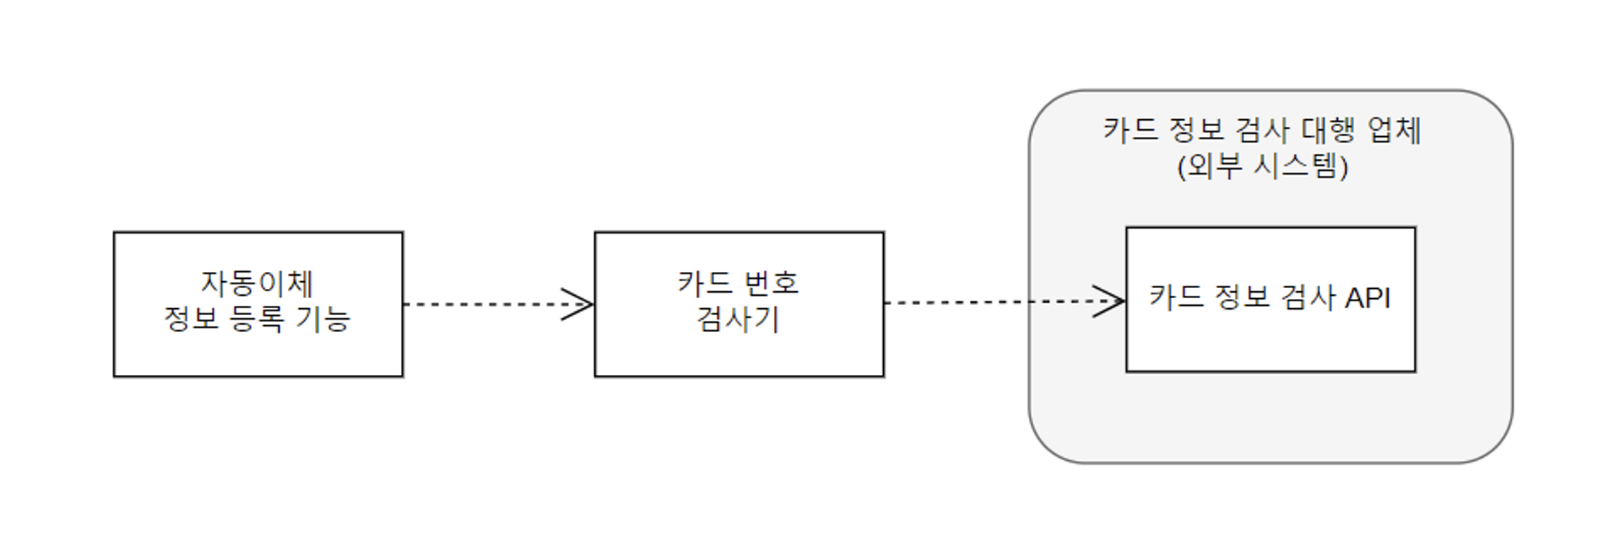 자동이체
정보 등록 기능
카드 번호
검사기
카드 정보 검사 대행 업체
(외부 시스템)
카드 정보 검사 API